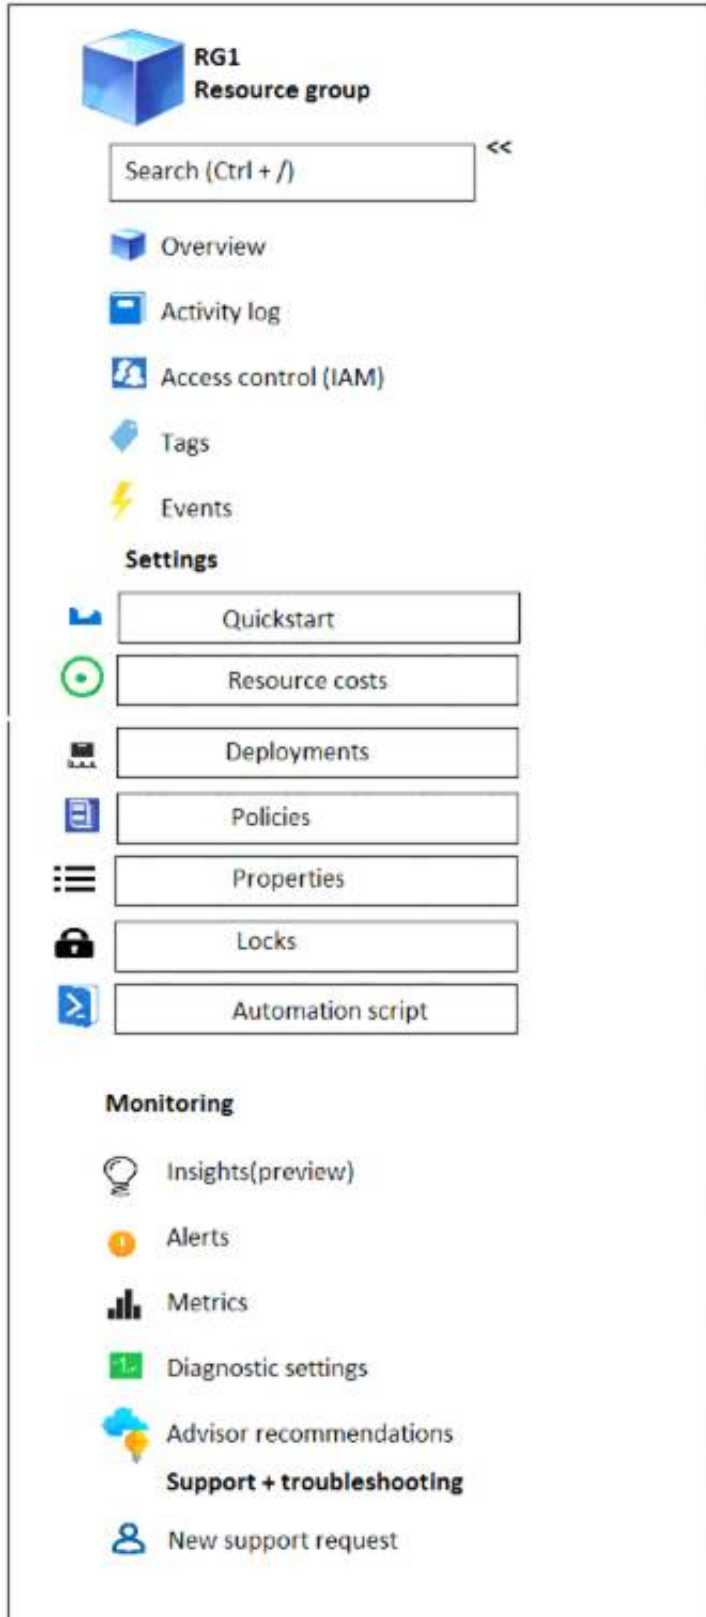 RG1
Resource group
Search (Ctrl + /)
<<
Overview
Activity log
Access control (IAM)
Tags
Events
Settings
Quickstart
Resource costs
Deployments
Policies
Properties
Locks
Automation script
Monitoring
Insights(preview)
Alerts
Metrics
Diagnostic settings
Advisor recommendations
Support + troubleshooting
New support request